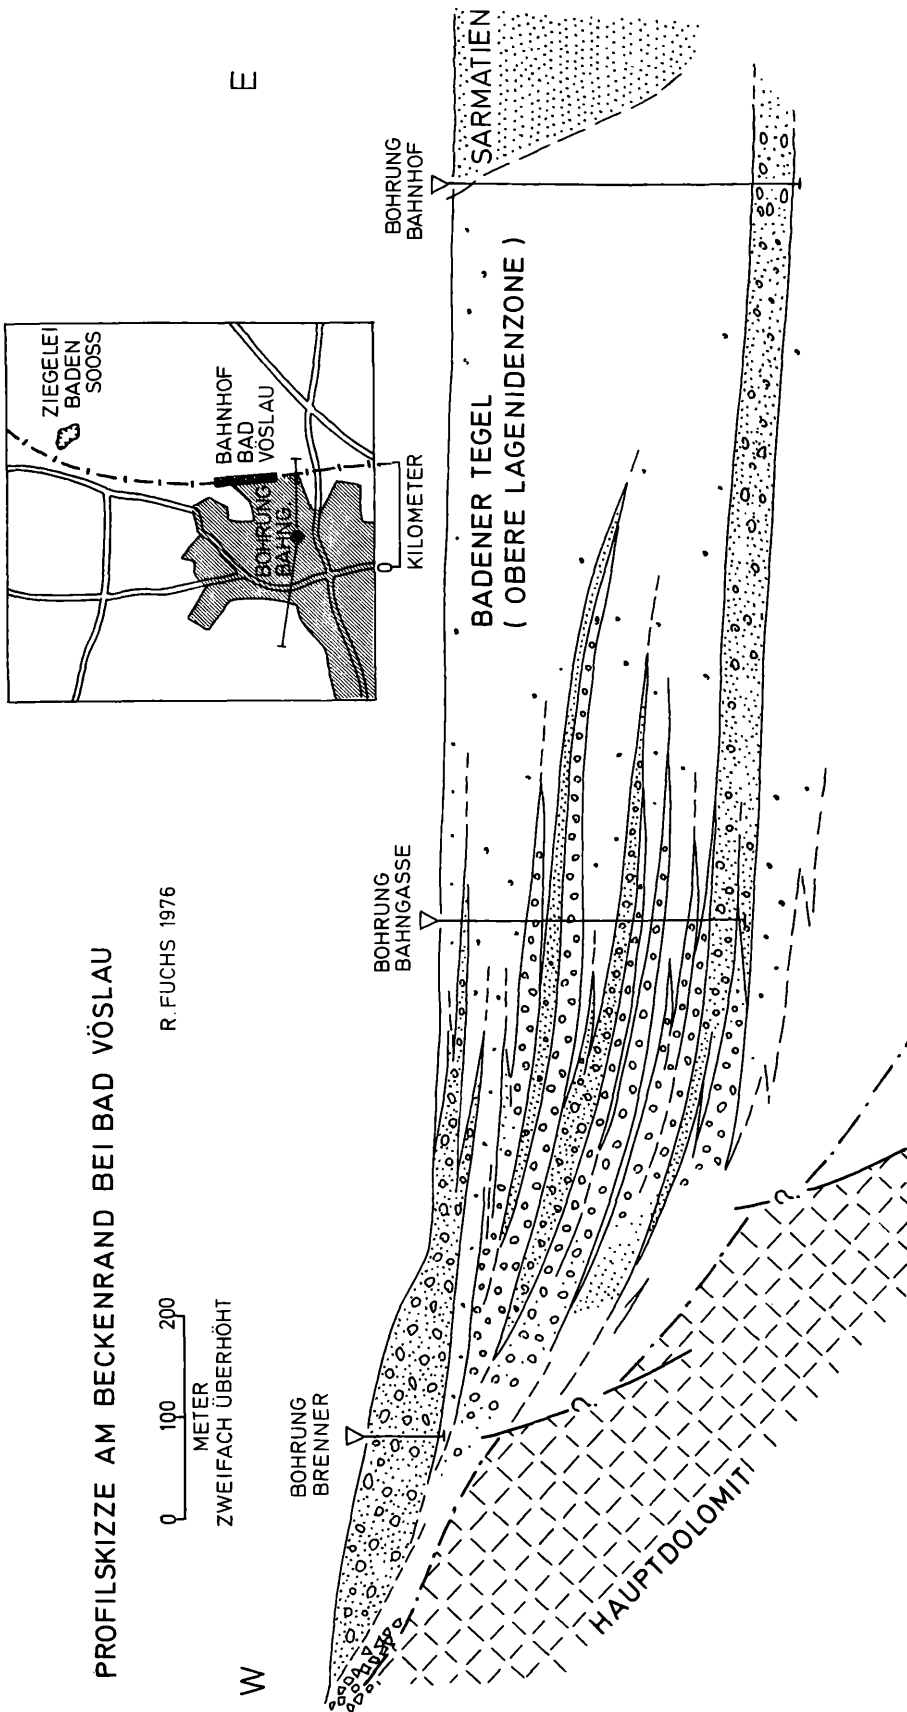 PROFILSKIZZE AM BECKENRAND BEI BAD VÖSLAU
R. FUCHS 1976
0 100 200
METER
ZWEIFACH ÜBERHÖHT
W
E
ZIEGELEI
BADEN
SOOSS
BAHNHOF
BAD
VÖSLAU
BOHRUNG
BAHNG.
0
KILOMETER
BOHRUNG
BRENNER
BOHRUNG
BAHNGASSE
BOHRUNG
BAHNHOF
SARMATIEN
BADENER TEGEL
( OBERE LAGENIDENZONE )
?
?
HAUPTDOLOMIT